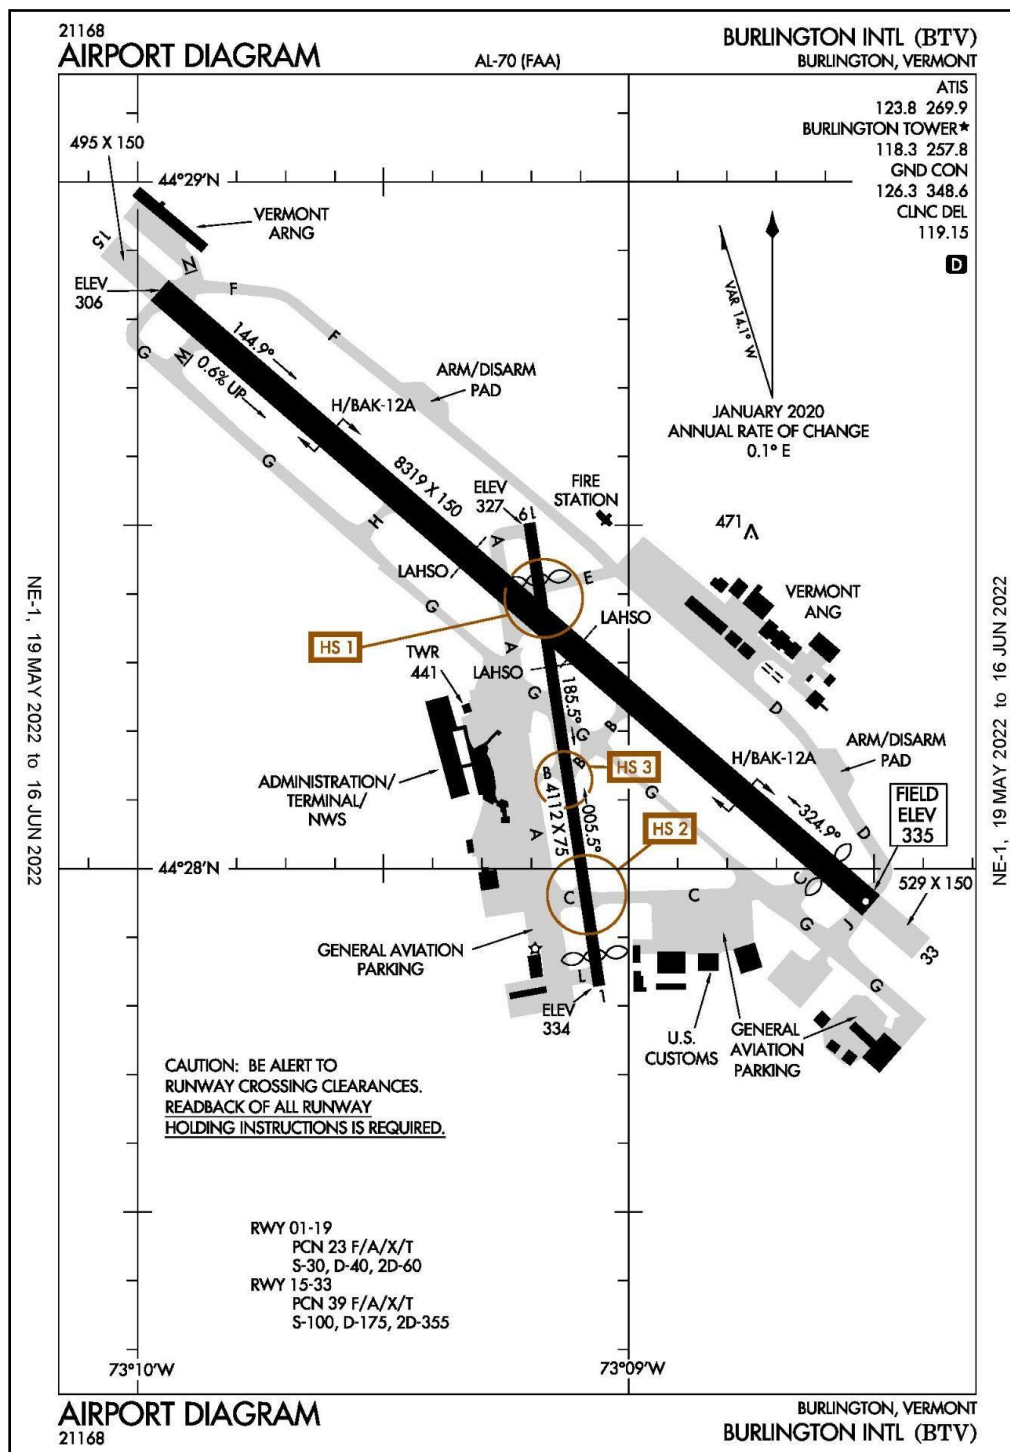 21168
AIRPORT DIAGRAM
AL-70 (FAA)
BURLINGTON INTL (BTV)
BURLINGTON, VERMONT
ATIS
123.8 269.9
BURLINGTON TOWER★
118.3 257.8
GND CON
126.3 348.6
CLNC DEL
119.15
D
495 X 150
44°29'N
VERMONT
ARNG
15
N
ELEV
306
F
F
G
M
144.9°
0.6% UP
VAR 14.1° W
ARM/DISARM
PAD
H/BAK-12A
JANUARY 2020
ANNUAL RATE OF CHANGE
0.1° E
G
8319 X 150
ELEV
327
19
FIRE
STATION
471
H
A
LAHSO
E
G
VERMONT
ANG
LAHSO
HS 1
A
TWR
441
LAHSO
G
185.5°
G
B
D
B
HS 3
B
G
H/BAK-12A
ARM/DISARM
PAD
ADMINISTRATION/
TERMINAL/
NWS
4112 X 75
005.5°
HS 2
A
324.9°
D
FIELD
ELEV
335
44°28'N
C
529 X 150
C
C
G
J
33
GENERAL AVIATION
PARKING
L
1
G
ELEV
334
U.S.
CUSTOMS
GENERAL
AVIATION
PARKING
CAUTION: BE ALERT TO
RUNWAY CROSSING CLEARANCES.
READBACK OF ALL RUNWAY
HOLDING INSTRUCTIONS IS REQUIRED.
RWY 01-19
PCN 23 F/A/X/T
S-30, D-40, 2D-60
RWY 15-33
PCN 39 F/A/X/T
S-100, D-175, 2D-355
73°10'W
73°09'W
NE-1, 19 MAY 2022 to 16 JUN 2022
NE-1, 19 MAY 2022 to 16 JUN 2022
AIRPORT DIAGRAM
21168
BURLINGTON, VERMONT
BURLINGTON INTL (BTV)